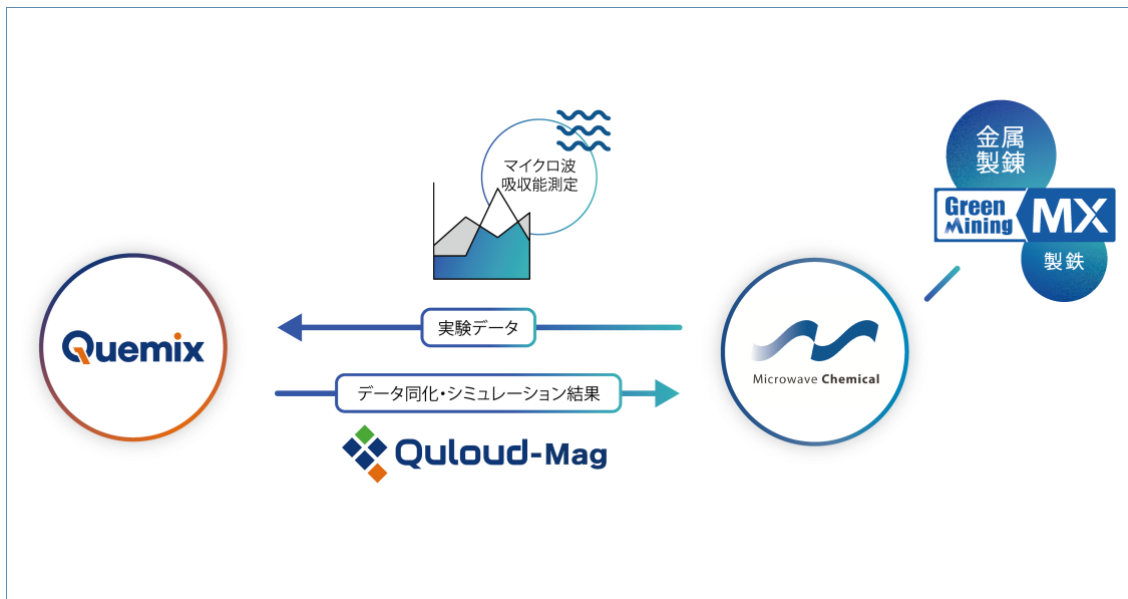 マイクロ波
吸収能測定
金属
製錬
Green
Mining
MX
製鉄
実験データ
Quemix
Microwave Chemical
データ同化・シミュレーション結果
Quloud-Mag